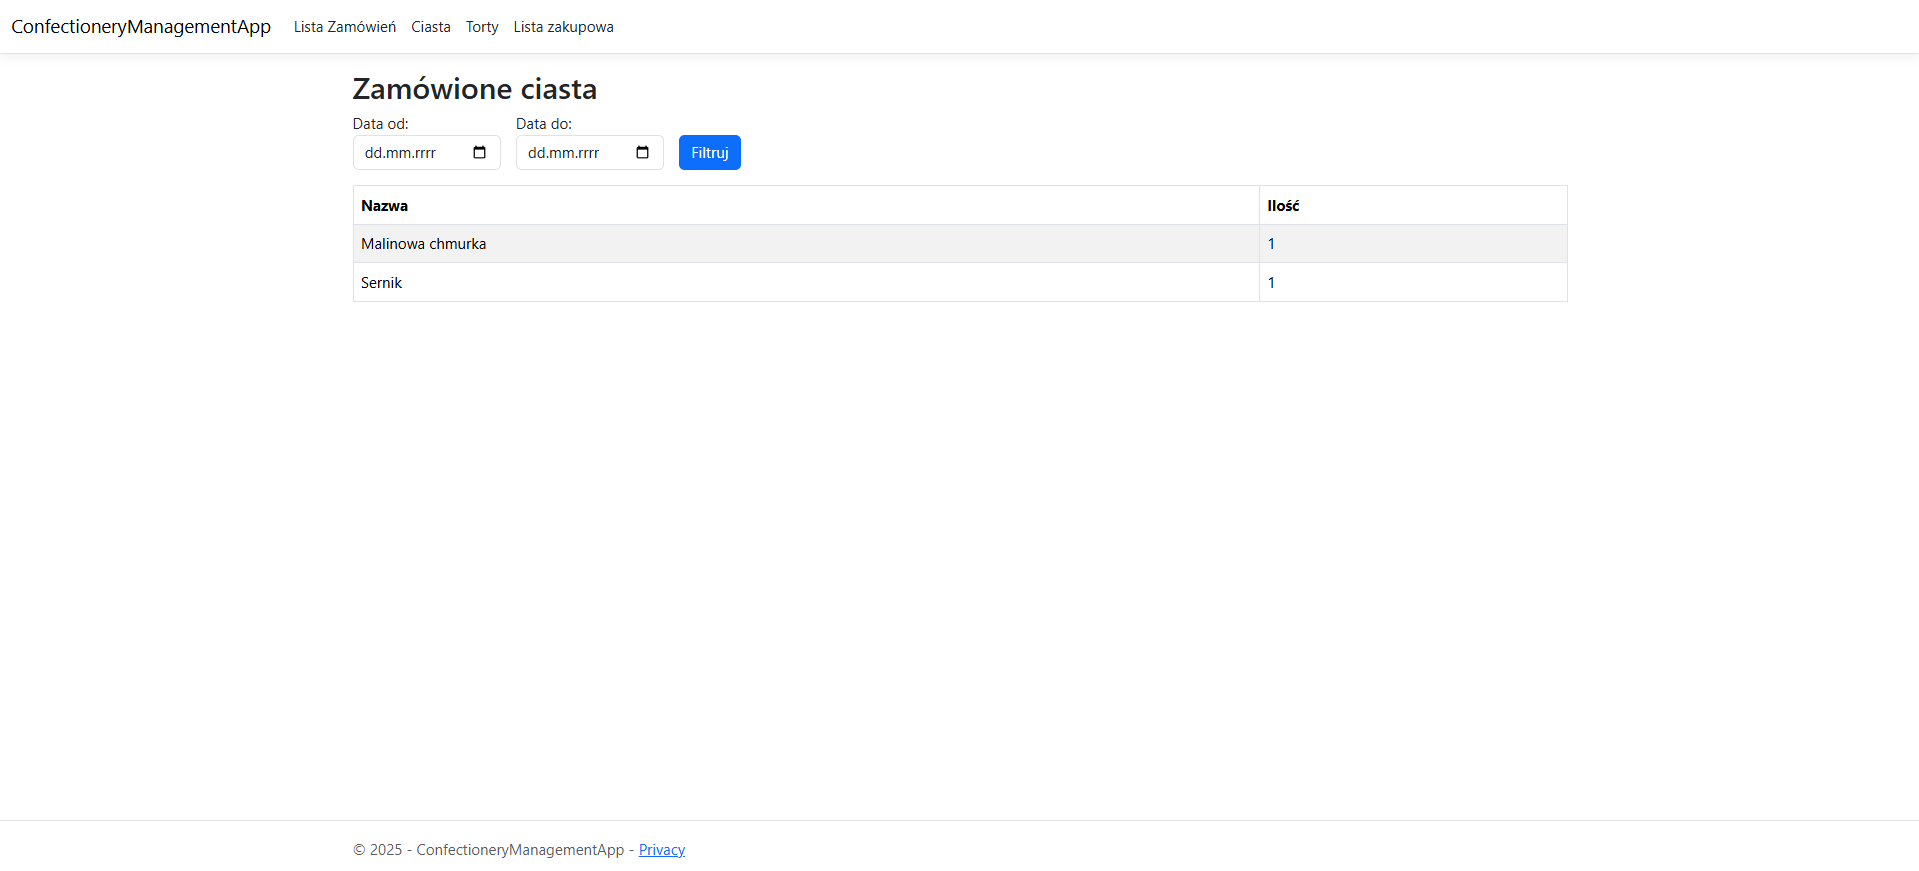 ConfectioneryManagementApp Lista Zamówień Ciasta Torty Lista zakupowa
Zamówione ciasta
Data od: Data do:
dd.mm.rrrr dd.mm.rrrr Filtruj
Nazwa Ilość
Malinowa chmurka 1
Sernik 1
© 2025 - ConfectioneryManagementApp - Privacy